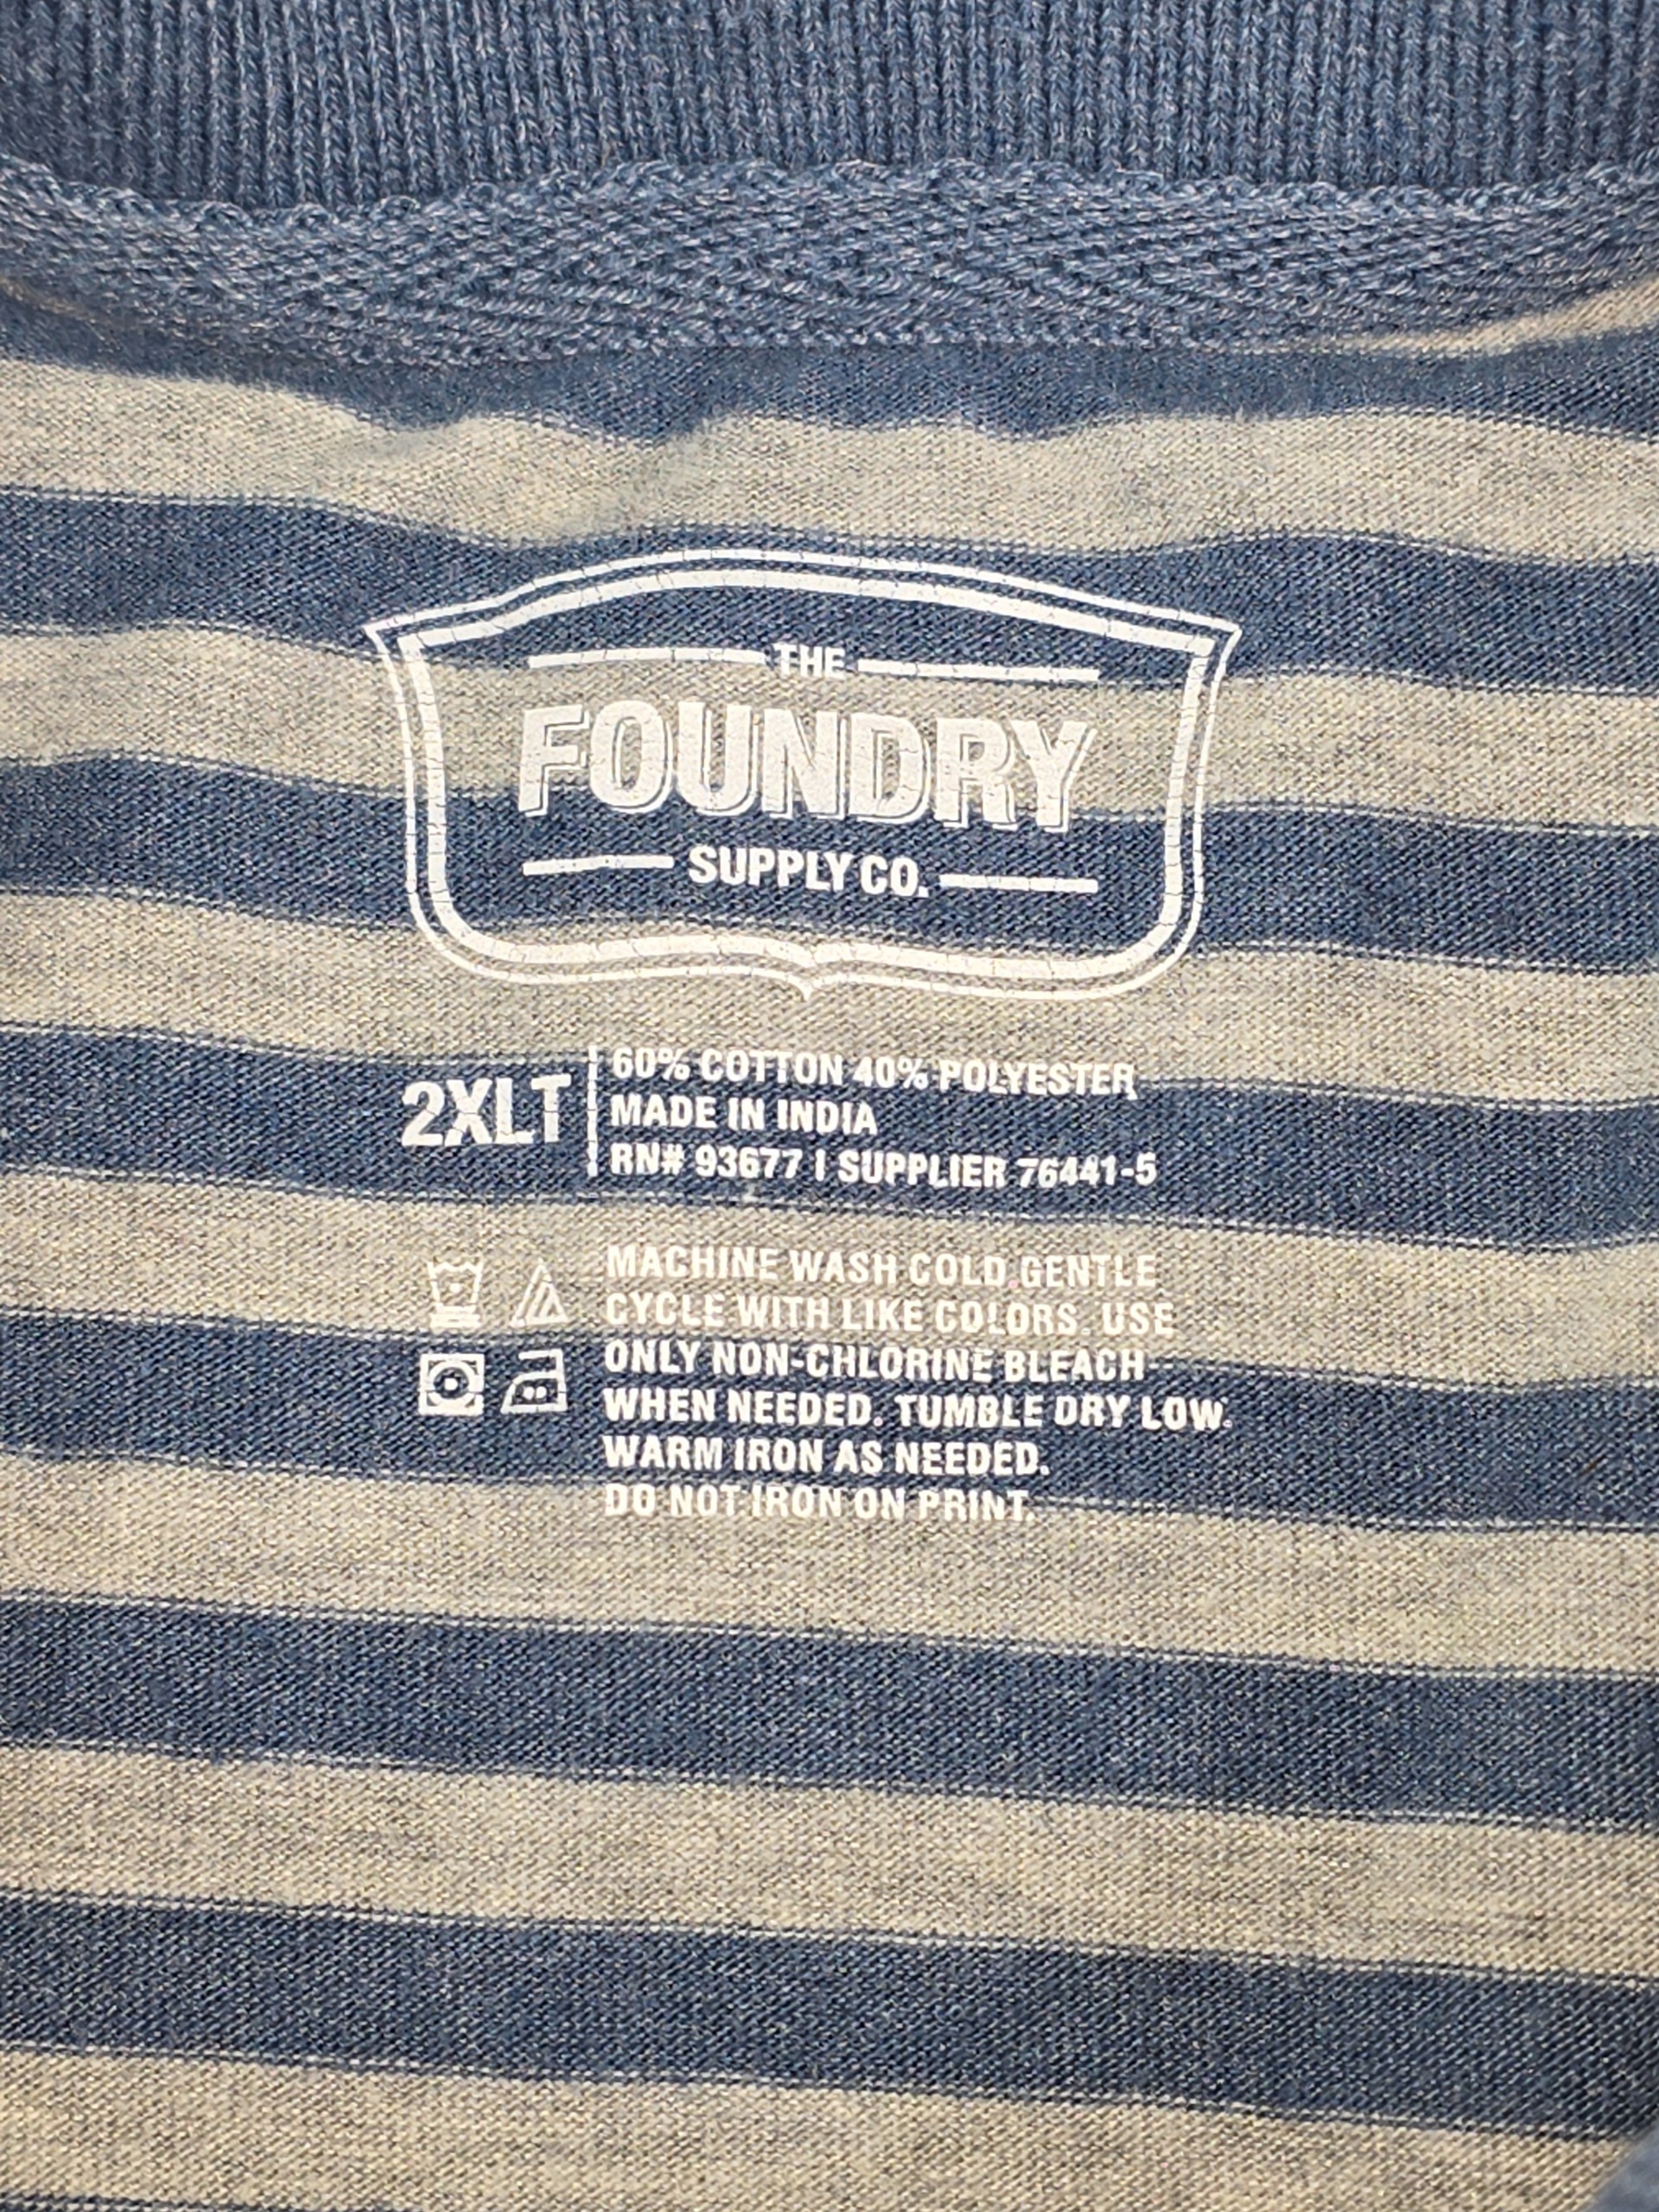 THE
FOUNDRY
SUPPLY CO.
2XLT
60% COTTON 40% POLYESTER
MADE IN INDIA
RN# 93677 | SUPPLIER 76441-5
MACHINE WASH COLD GENTLE
CYCLE WITH LIKE COLORS. USE
ONLY NON-CHLORINE BLEACH
WHEN NEEDED. TUMBLE DRY LOW.
WARM IRON AS NEEDED.
DO NOT IRON ON PRINT.